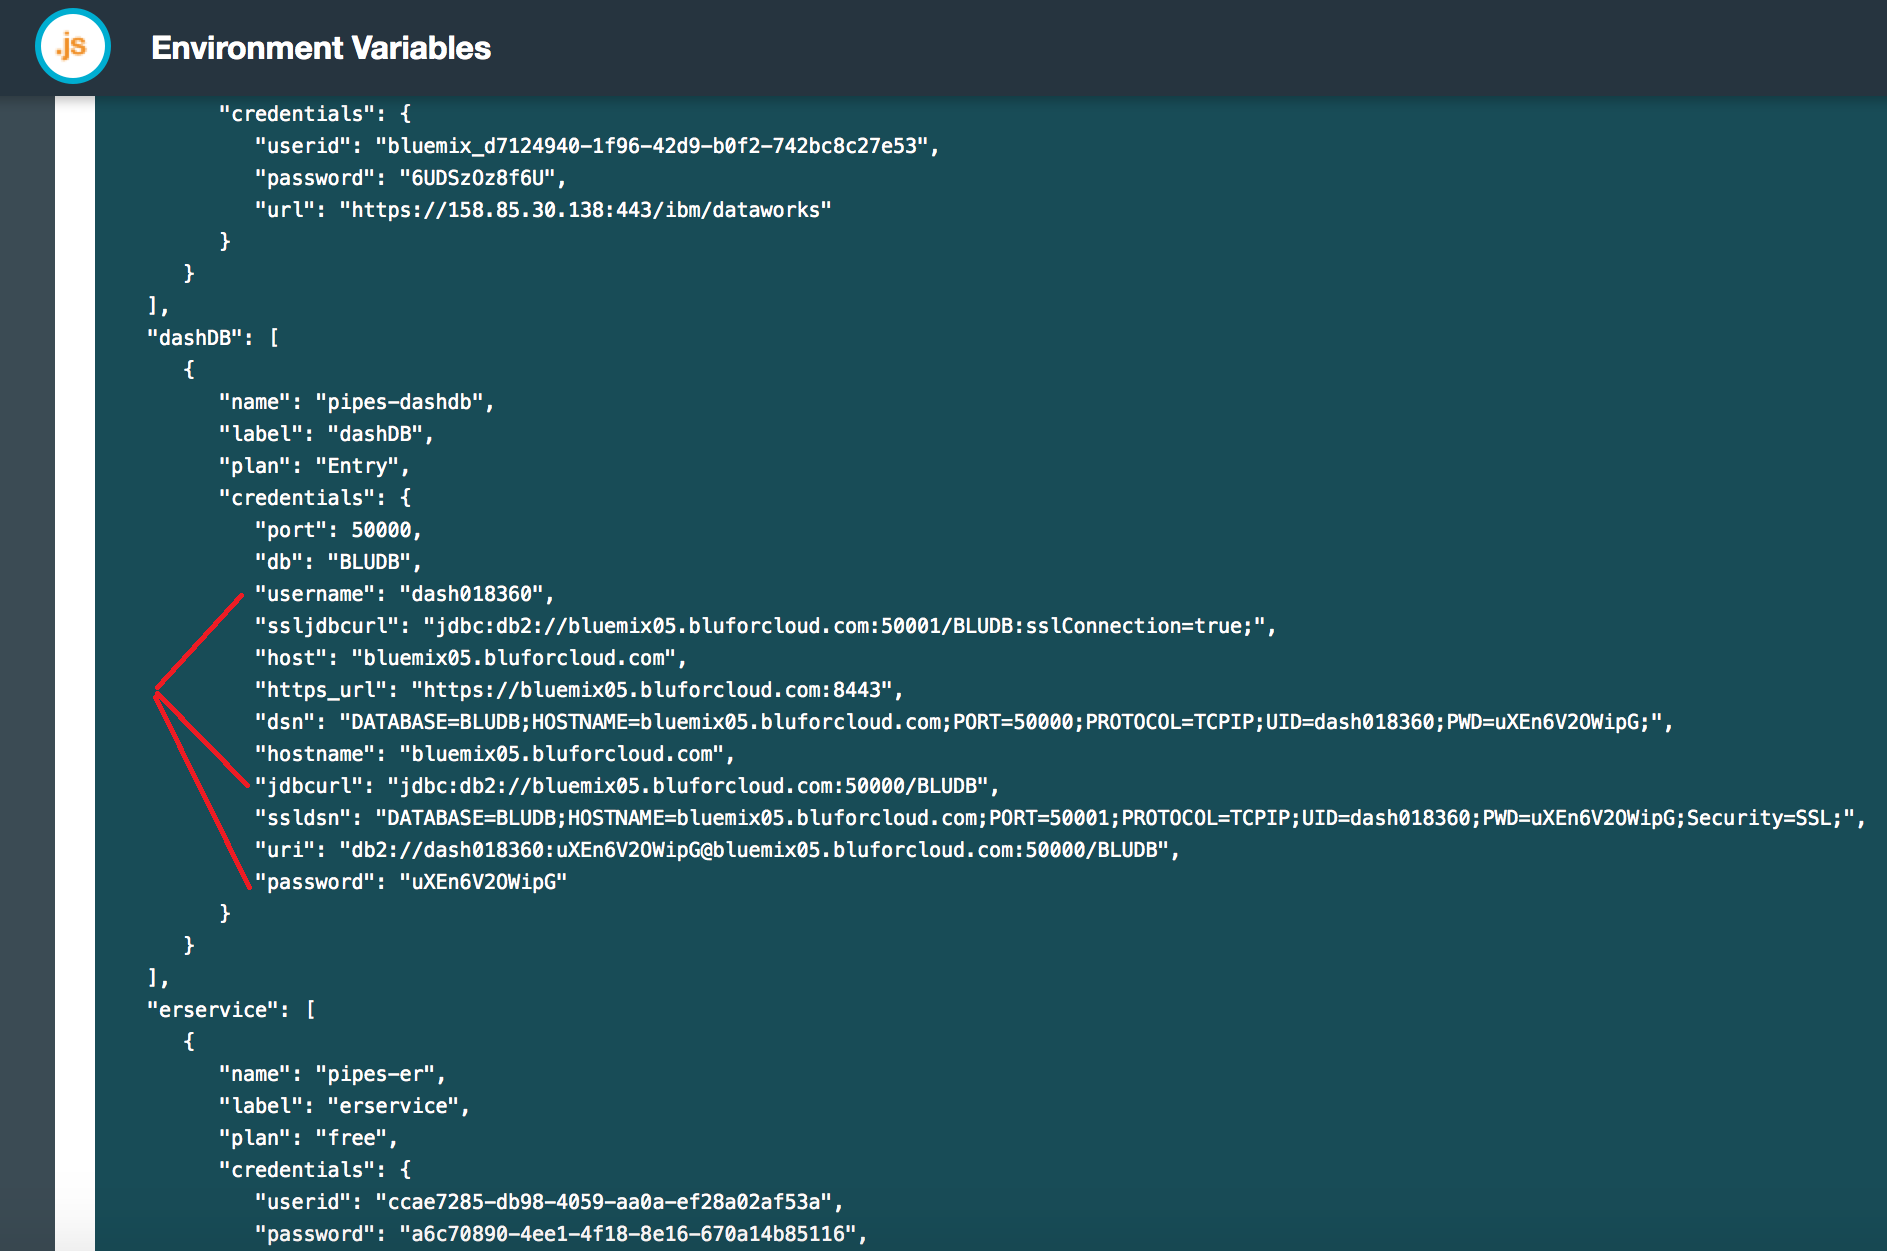 .js
Environment Variables
"credentials": {
"userid": "bluemix_d7124940-1f96-42d9-b0f2-742bc8c27e53",
"password": "6UDSzOz8f6U",
"url": "https://158.85.30.138:443/ibm/dataworks"
}
}
],
"dashDB": [
{
"name": "pipes-dashdb",
"label": "dashDB",
"plan": "Entry",
"credentials": {
"port": 50000,
"db": "BLUDB",
"username": "dash018360",
"ssljdbcurl": "jdbc:db2://bluemix05.bluforcloud.com:50001/BLUDB:sslConnection=true;",
"host": "bluemix05.bluforcloud.com",
"https_url": "https://bluemix05.bluforcloud.com:8443",
"dsn": "DATABASE=BLUDB;HOSTNAME=bluemix05.bluforcloud.com;PORT=50000;PROTOCOL=TCPIP;UID=dash018360;PWD=uXEn6V2OWipG;",
"hostname": "bluemix05.bluforcloud.com",
"jdbcurl": "jdbc:db2://bluemix05.bluforcloud.com:50000/BLUDB",
"ssldsn": "DATABASE=BLUDB;HOSTNAME=bluemix05.bluforcloud.com;PORT=50001;PROTOCOL=TCPIP;UID=dash018360;PWD=uXEn6V2OWipG;Security=SSL;",
"uri": "db2://dash018360:uXEn6V2OWipG@bluemix05.bluforcloud.com:50000/BLUDB",
"password": "uXEn6V2OWipG"
}
}
],
"erservice": [
{
"name": "pipes-er",
"label": "erservice",
"plan": "free",
"credentials": {
"userid": "ccae7285-db98-4059-aa0a-ef28a02af53a",
"password": "a6c70890-4ee1-4f18-8e16-670a14b85116",